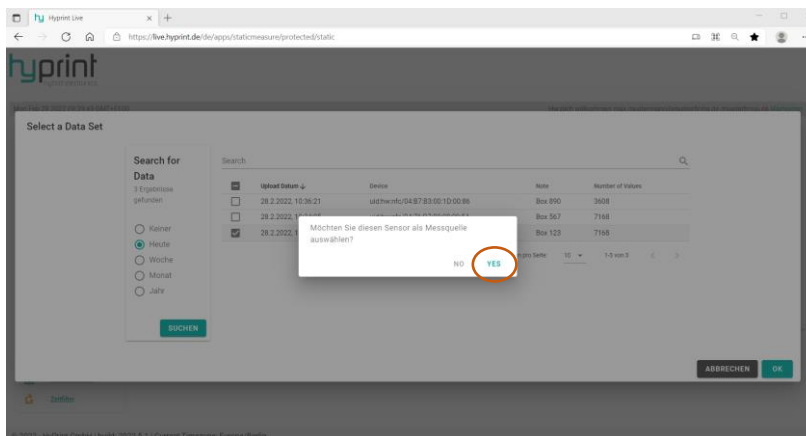 Hyprint Live
https://live.hyprint.de/de/apps/staticmeasure/protected/static
hyprint
Select a Data Set
Search for
Data
3 Ergebnisse
gefunden
Keiner
Heute
Woche
Monat
Jahr
SUCHEN
Search
Upload Datum Device Note Number of Values
28.2.2022, 10:36:21 uid:hw:nfc/04:B7:B3:00:1D:00:86 Box 890 3608
28.2.2022, Box 567 7168
28.2.2022, Box 123 7168
pro Seite: 10 1-3 von 3
Möchten Sie diesen Sensor als Messquelle
auswählen?
NO YES
ABBRECHEN OK